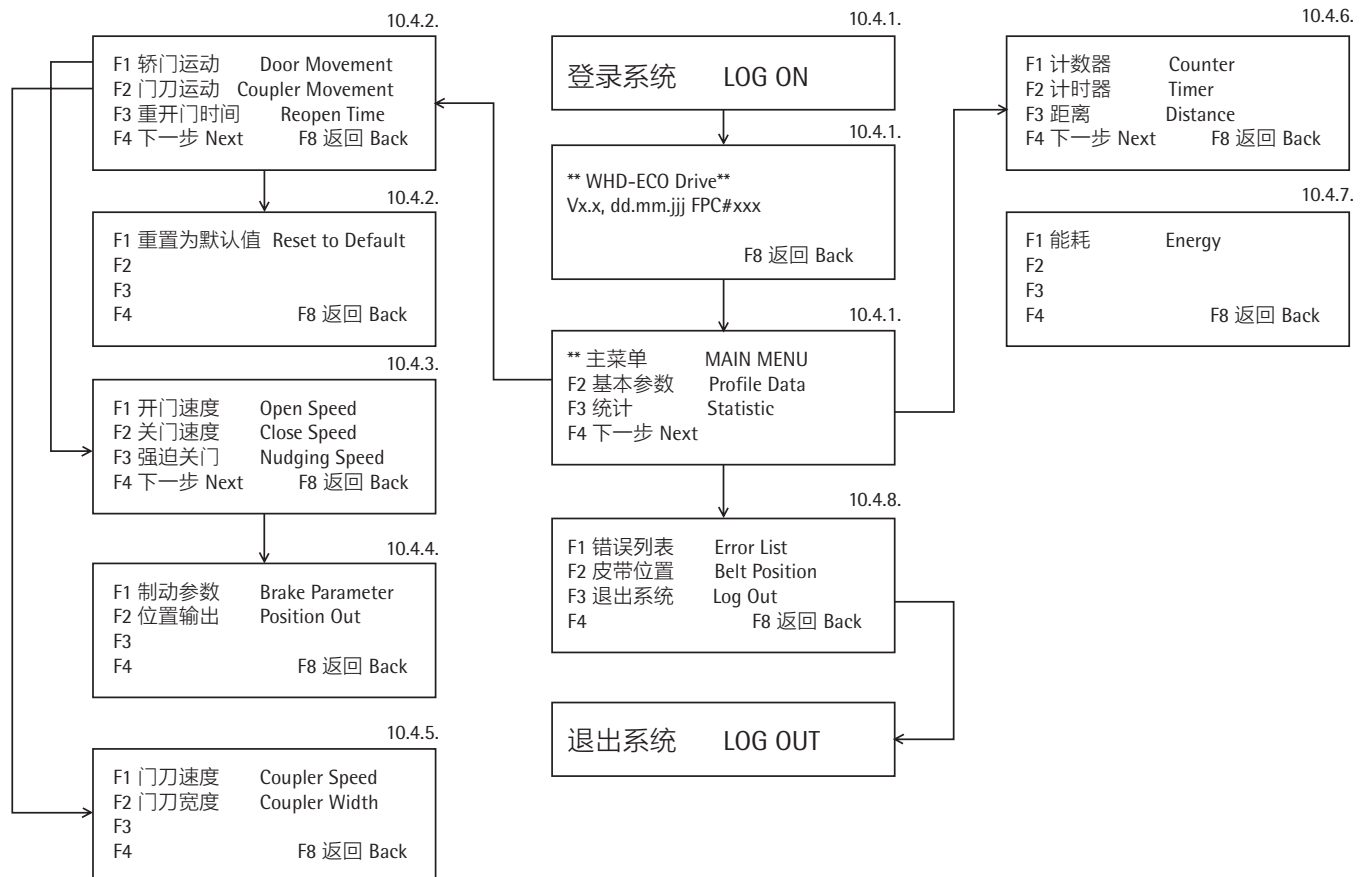 10.4.2.
F1 轿门运动 Door Movement
F2 门刀运动 Coupler Movement
F3 重开门时间 Reopen Time
F4 下一步 Next F8 返回 Back
10.4.2.
F1 重置为默认值 Reset to Default
F2
F3
F4 F8 返回 Back
10.4.3.
F1 开门速度 Open Speed
F2 关门速度 Close Speed
F3 强迫关门 Nudging Speed
F4 下一步 Next F8 返回 Back
10.4.4.
F1 制动参数 Brake Parameter
F2 位置输出 Position Out
F3
F4 F8 返回 Back
10.4.5.
F1 门刀速度 Coupler Speed
F2 门刀宽度 Coupler Width
F3
F4 F8 返回 Back
10.4.1.
登录系统 LOG ON
10.4.1.
** WHD-ECO Drive**
Vx.x, dd.mm.jjj FPC#xxx
F8 返回 Back
10.4.1.
** 主菜单 MAIN MENU
F2 基本参数 Profile Data
F3 统计 Statistic
F4 下一步 Next
10.4.8.
F1 错误列表 Error List
F2 皮带位置 Belt Position
F3 退出系统 Log Out
F4 F8 返回 Back
退出系统 LOG OUT
10.4.6.
F1 计数器 Counter
F2 计时器 Timer
F3 距离 Distance
F4 下一步 Next F8 返回 Back
10.4.7.
F1 能耗 Energy
F2
F3
F4 F8 返回 Back